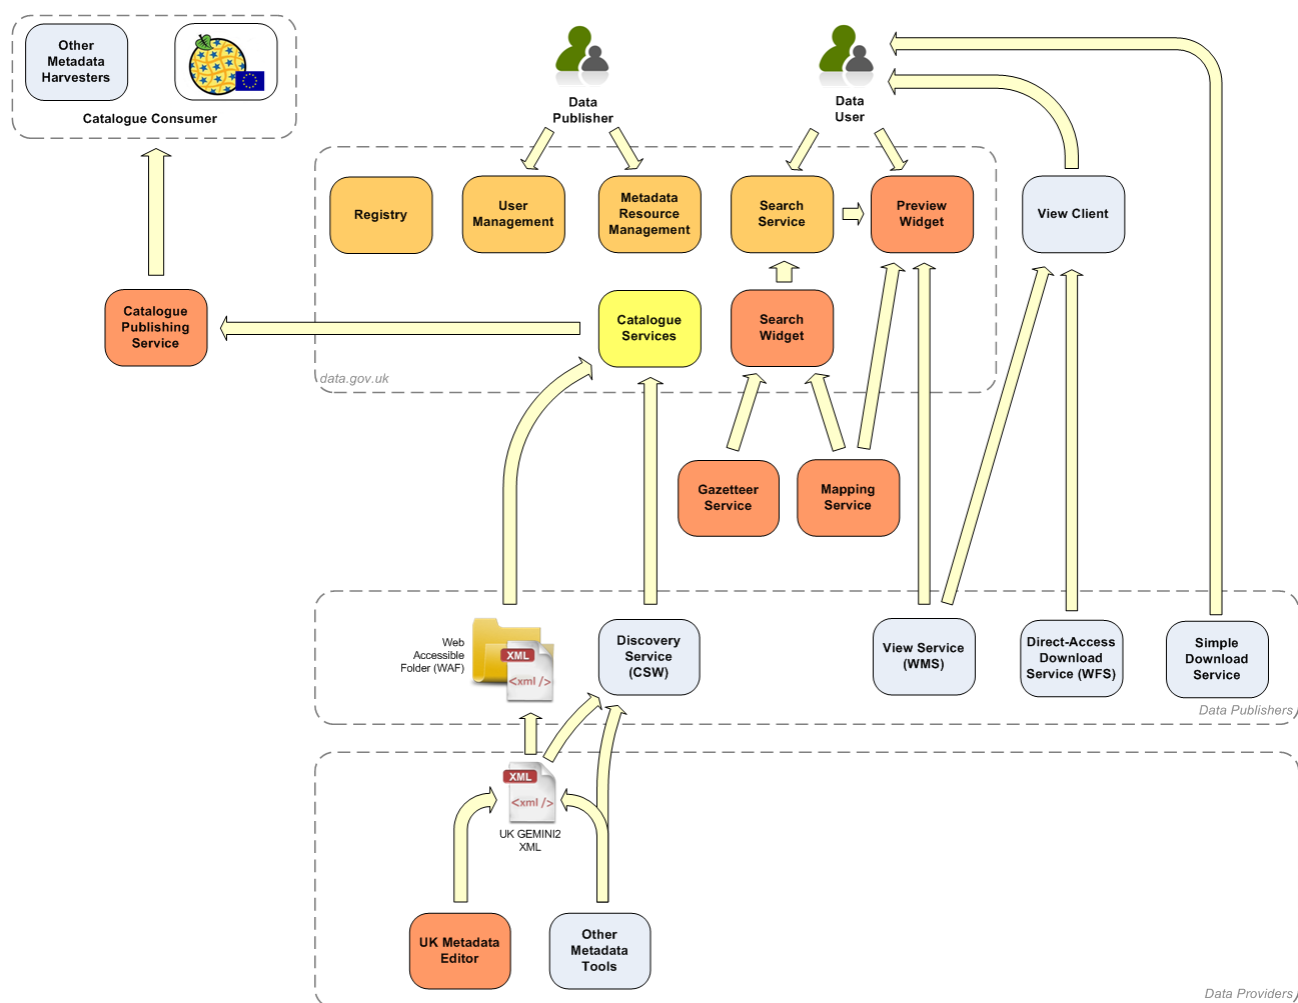 Other
Metadata
Harvesters
Catalogue Consumer
Data
Publisher
Data
User
Registry
User
Management
Metadata
Resource
Management
Search
Service
Preview
Widget
View Client
Catalogue
Publishing
Service
Catalogue
Services
Search
Widget
data.gov.uk
Gazetteer
Service
Mapping
Service
Web
Accessible
Folder (WAF)
XML
<xml />
Discovery
Service
(CSW)
View Service
(WMS)
Direct-Access
Download
Service (WFS)
Simple
Download
Service
Data Publishers
XML
<xml />
UK GEMINI2
XML
UK Metadata
Editor
Other
Metadata
Tools
Data Providers